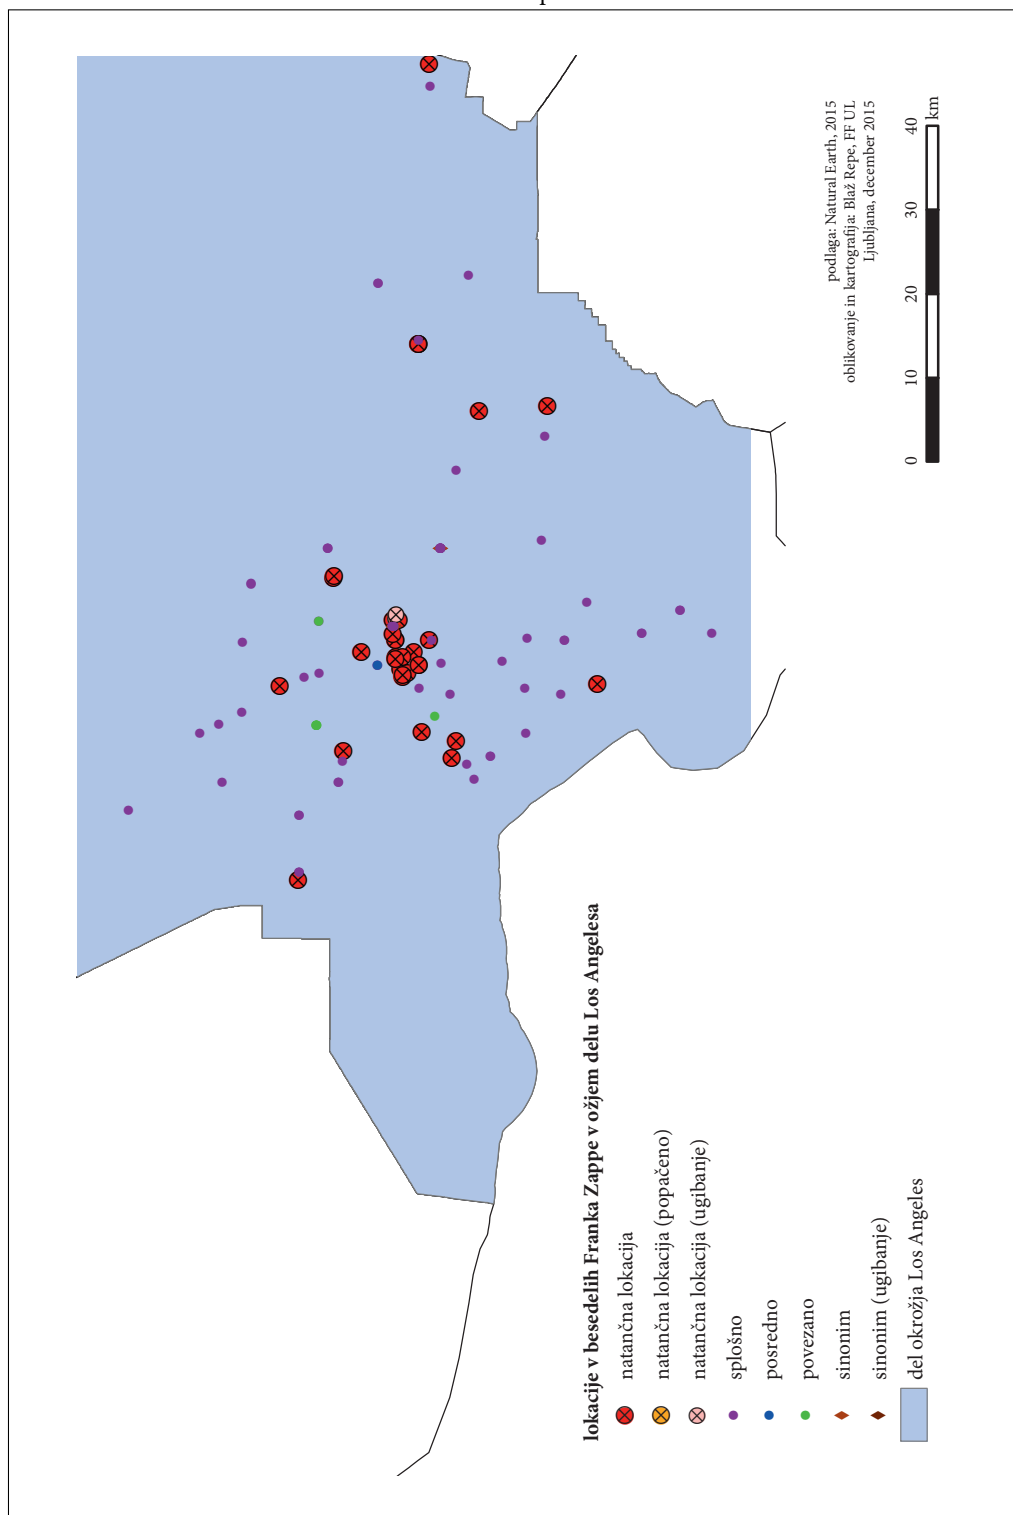 lokacije v besedelih Franka Zappe v ožjem delu Los Angelesa
natančna lokacija
natančna lokacija (popačeno)
natančna lokacija (ugibanje)
splošno
posredno
povezano
sinonim
sinonim (ugibanje)
del okrožja Los Angeles
podlaga: Natural Earth, 2015
oblikovanje in kartografija: Blaž Repe, FF UL
Ljubljana, december 2015
0 10 20 30 40
km